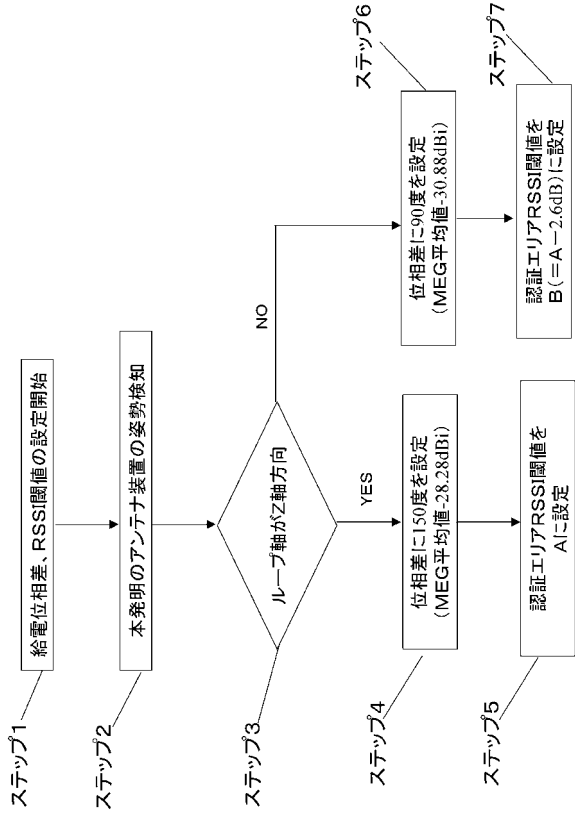 ステップ1
給電位相差、RSSI閾値の設定開始
ステップ2
本発明のアンテナ装置の姿勢検知
ステップ3
ループ軸がZ軸方向
YES
NO
ステップ4
位相差に150度を設定
(MEG平均値-28.28dBi)
ステップ5
認証エリアRSSI閾値を
Aに設定
ステップ6
位相差に90度を設定
(MEG平均値-30.88dBi)
ステップ7
認証エリアRSSI閾値を
B(=A-2.6dB)に設定